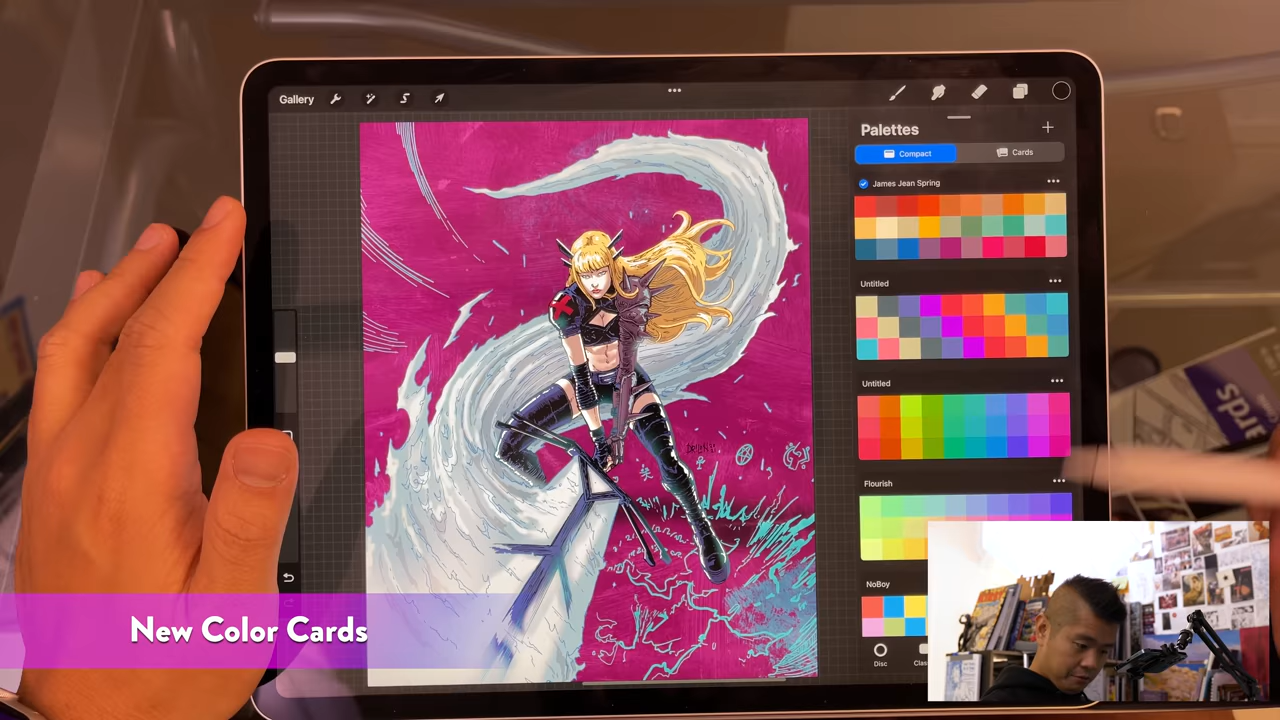 Gallery
Palettes
Compact
Cards
James Jean Spring
Untitled
Untitled
Flourish
NoBoy
Disc
New Color Cards